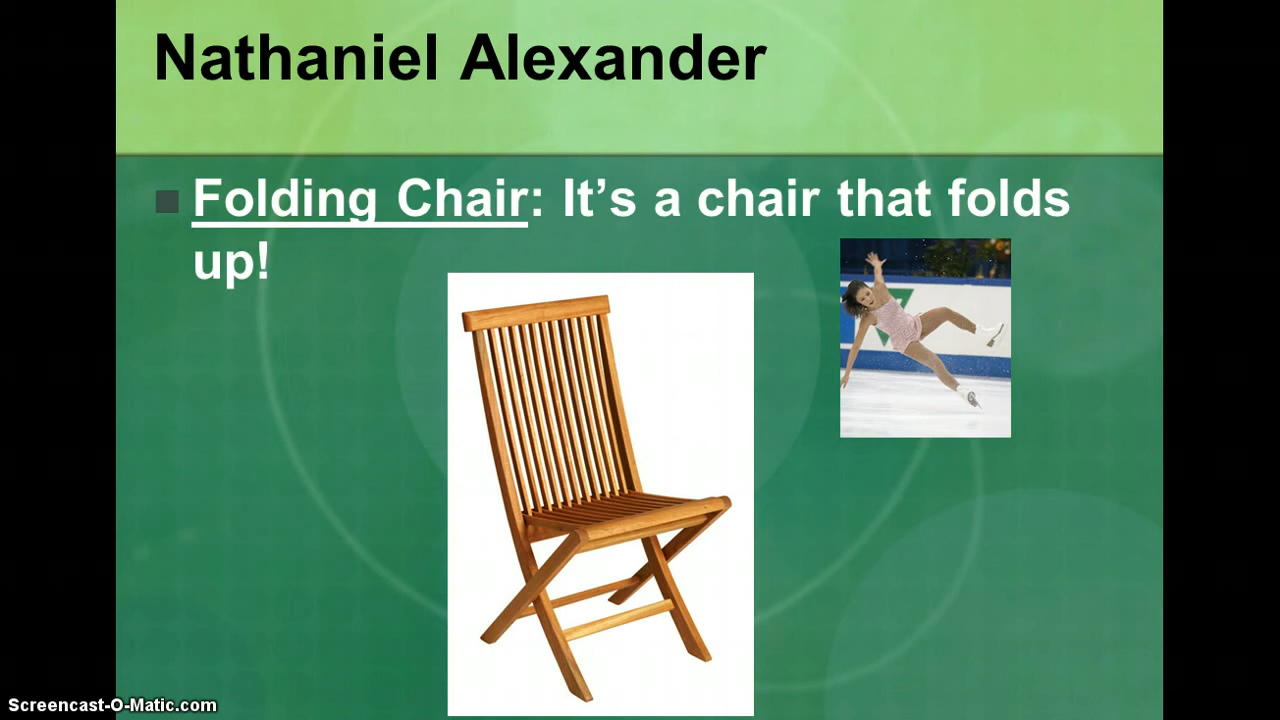 Nathaniel Alexander
Folding Chair: It’s a chair that folds
up!
Screencast-O-Matic.com